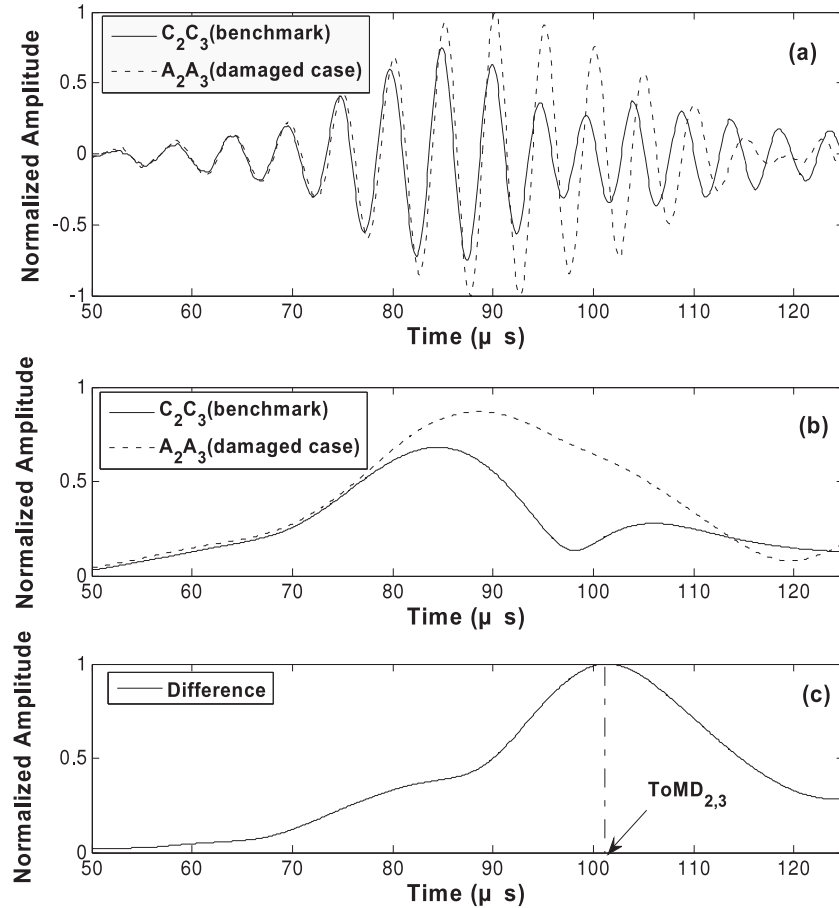 Normalized Amplitude
1
0.5
0
-0.5
-1
C2C3(benchmark)
A2A3(damaged case)
(a)
50 60 70 80 90 100 110 120
Time (μ s)
Normalized Amplitude
1
0.5
0
C2C3(benchmark)
A2A3(damaged case)
(b)
50 60 70 80 90 100 110 120
Time (μ s)
Normalized Amplitude
1
0.5
0
Difference
(c)
ToMD2,3
50 60 70 80 90 100 110 120
Time (μ s)